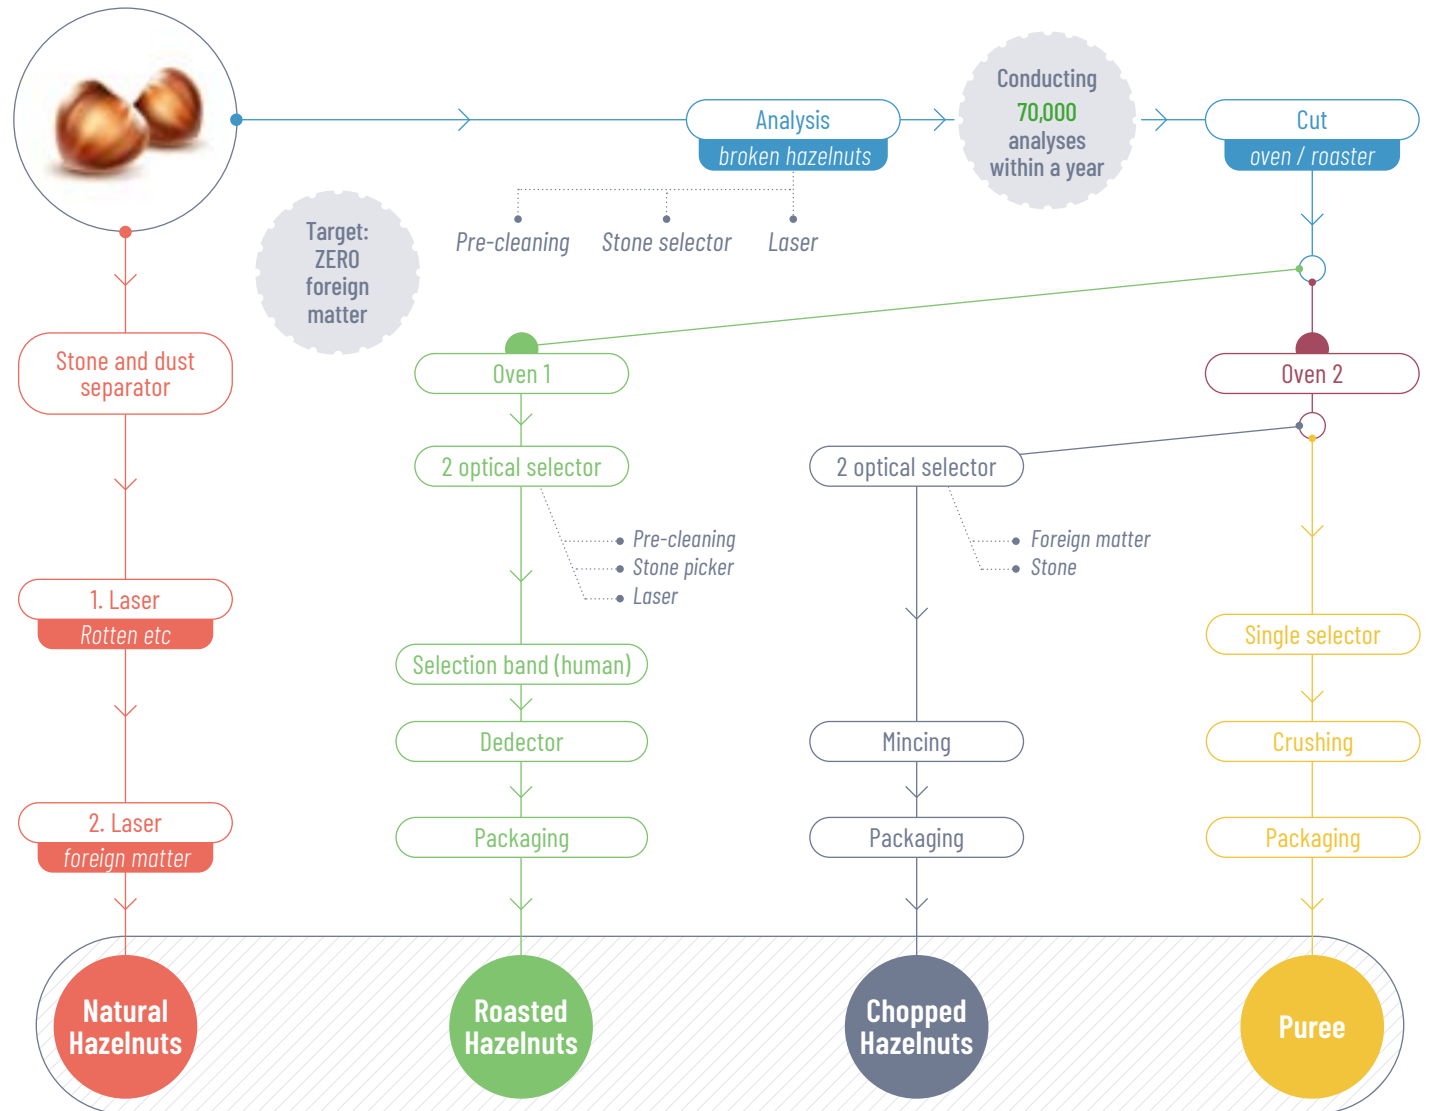 Conducting
70,000
analyses
within a year
Analysis
broken hazelnuts
Cut
oven / roaster
Pre-cleaning
Stone selector
Laser
Target:
ZERO
foreign
matter
Stone and dust
separator
Oven 1
Oven 2
2 optical selector
2 optical selector
Pre-cleaning
Stone picker
Laser
Foreign matter
Stone
1. Laser
Rotten etc
Selection band (human)
Single selector
Dedector
Mincing
Crushing
2. Laser
foreign matter
Packaging
Packaging
Packaging
Natural
Hazelnuts
Roasted
Hazelnuts
Chopped
Hazelnuts
Puree